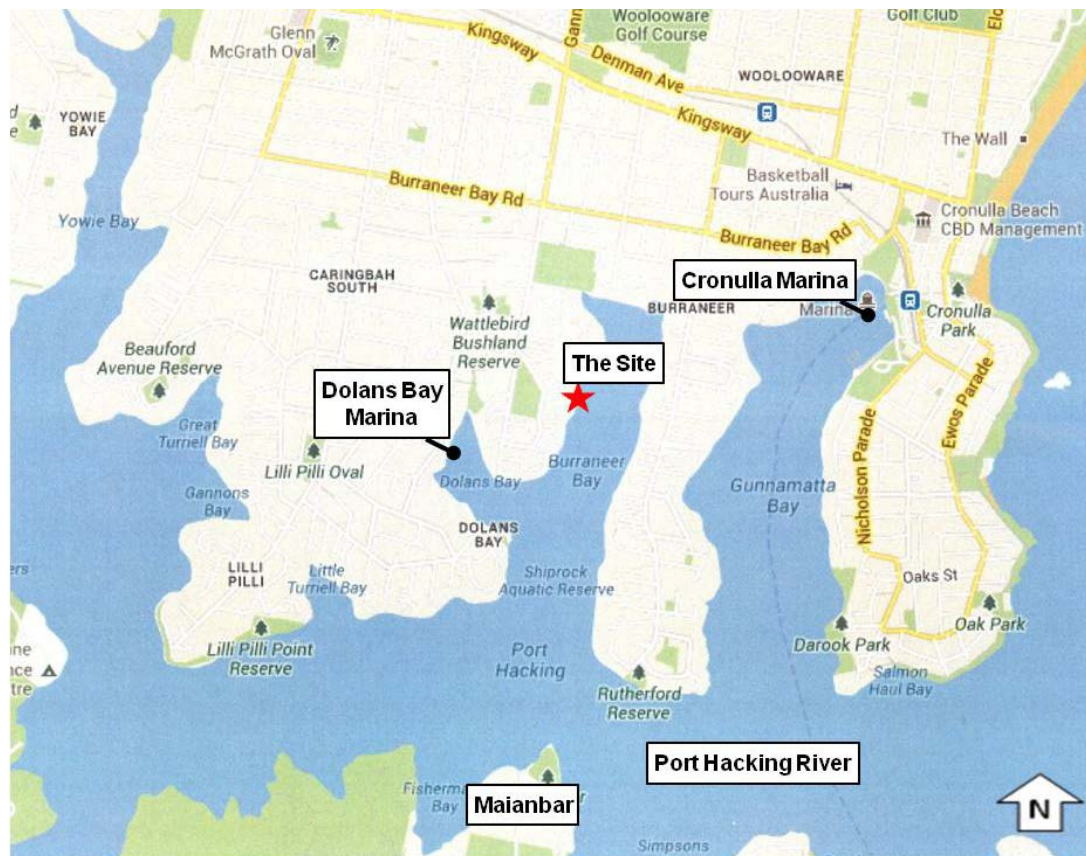 Glenn
McGrath Oval
Kingsway
Woolooware
Golf Course
Golf Club
Denman Ave
WOOLOOWARE
YOWIE
BAY
Kingsway
The Wall
Burraneer Bay Rd
Basketball
Tours Australia
Cronulla Beach
CBD Management
Yowie Bay
Burraneer Bay Rd
CARINGBAH
SOUTH
Cronulla Marina
BURRANEER
Marina
Cronulla
Park
Wattlebird
Bushland
Reserve
Beauford
Avenue Reserve
The Site
Dolans Bay
Marina
Great
Turriell Bay
Lilli Pilli Oval
Nicholson Parade
Ewos Parade
Burraneer
Bay
Dolans Bay
Gunnamatta
Bay
Gannons
Bay
DOLANS
BAY
LILLI
PILLI
Little
Turriell Bay
Shiprock
Aquatic Reserve
Oaks St
Oak Park
Darook Park
Lilli Pilli Point
Reserve
Port
Hacking
Salmon
Haul Bay
Rutherford
Reserve
Port Hacking River
Bay
Maianbar
N
Simpsons